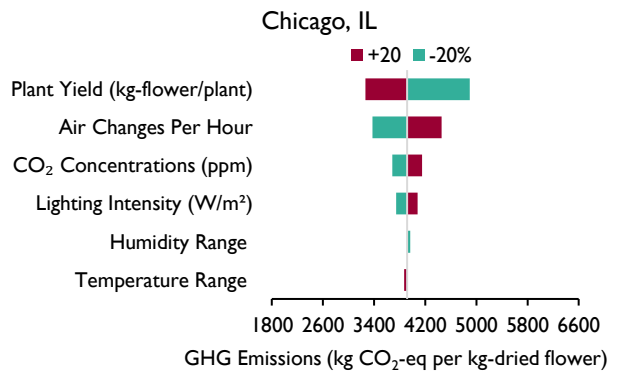 Chicago, IL
+20 -20%
Plant Yield (kg-flower/plant)
Air Changes Per Hour
CO₂ Concentrations (ppm)
Lighting Intensity (W/m²)
Humidity Range
Temperature Range
1800 2600 3400 4200 5000 5800 6600
GHG Emissions (kg CO₂-eq per kg-dried flower)